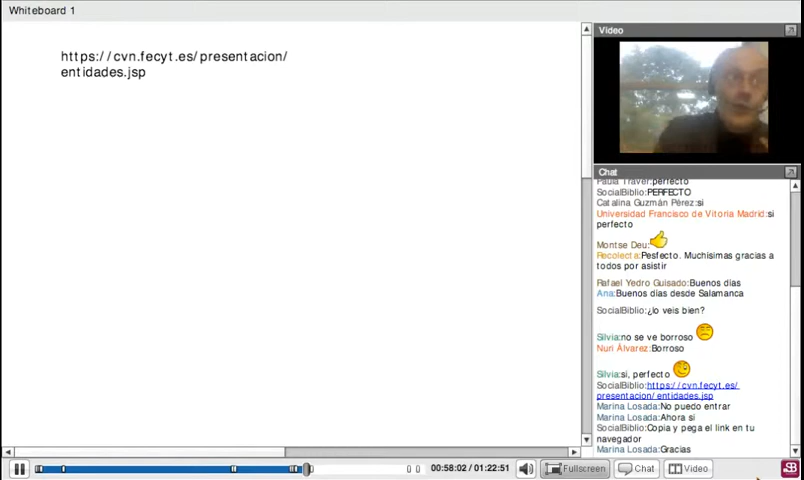 Whiteboard 1
https://cvn.fecyt.es/presentacion/
entidades.jsp
Video
Chat
Paula Traver:perfecto
SocialBiblio:PERFECTO
Catalina Guzmán Pérez:si
Universidad Francisco de Vitoria Madrid:si
perfecto
Montse Deu:
Recolecta:Pesfecto. Muchísimas gracias a
todos por asistir
Rafael Yedro Guisado:Buenos días
Ana:Buenos días desde Salamanca
SocialBiblio:¿lo veis bien?
Silvia:no se ve borroso
Nuri Álvarez:Borroso
Silvia:si, perfecto
SocialBiblio:https://cvn.fecyt.es/
presentacion/entidades.jsp
Marina Losada:No puedo entrar
Marina Losada:Ahora si
SocialBiblio:Copia y pega el link en tu
navegador
Marina Losada:Gracias
00:58:02 / 01:22:51
Fullscreen
Chat
Video
SB